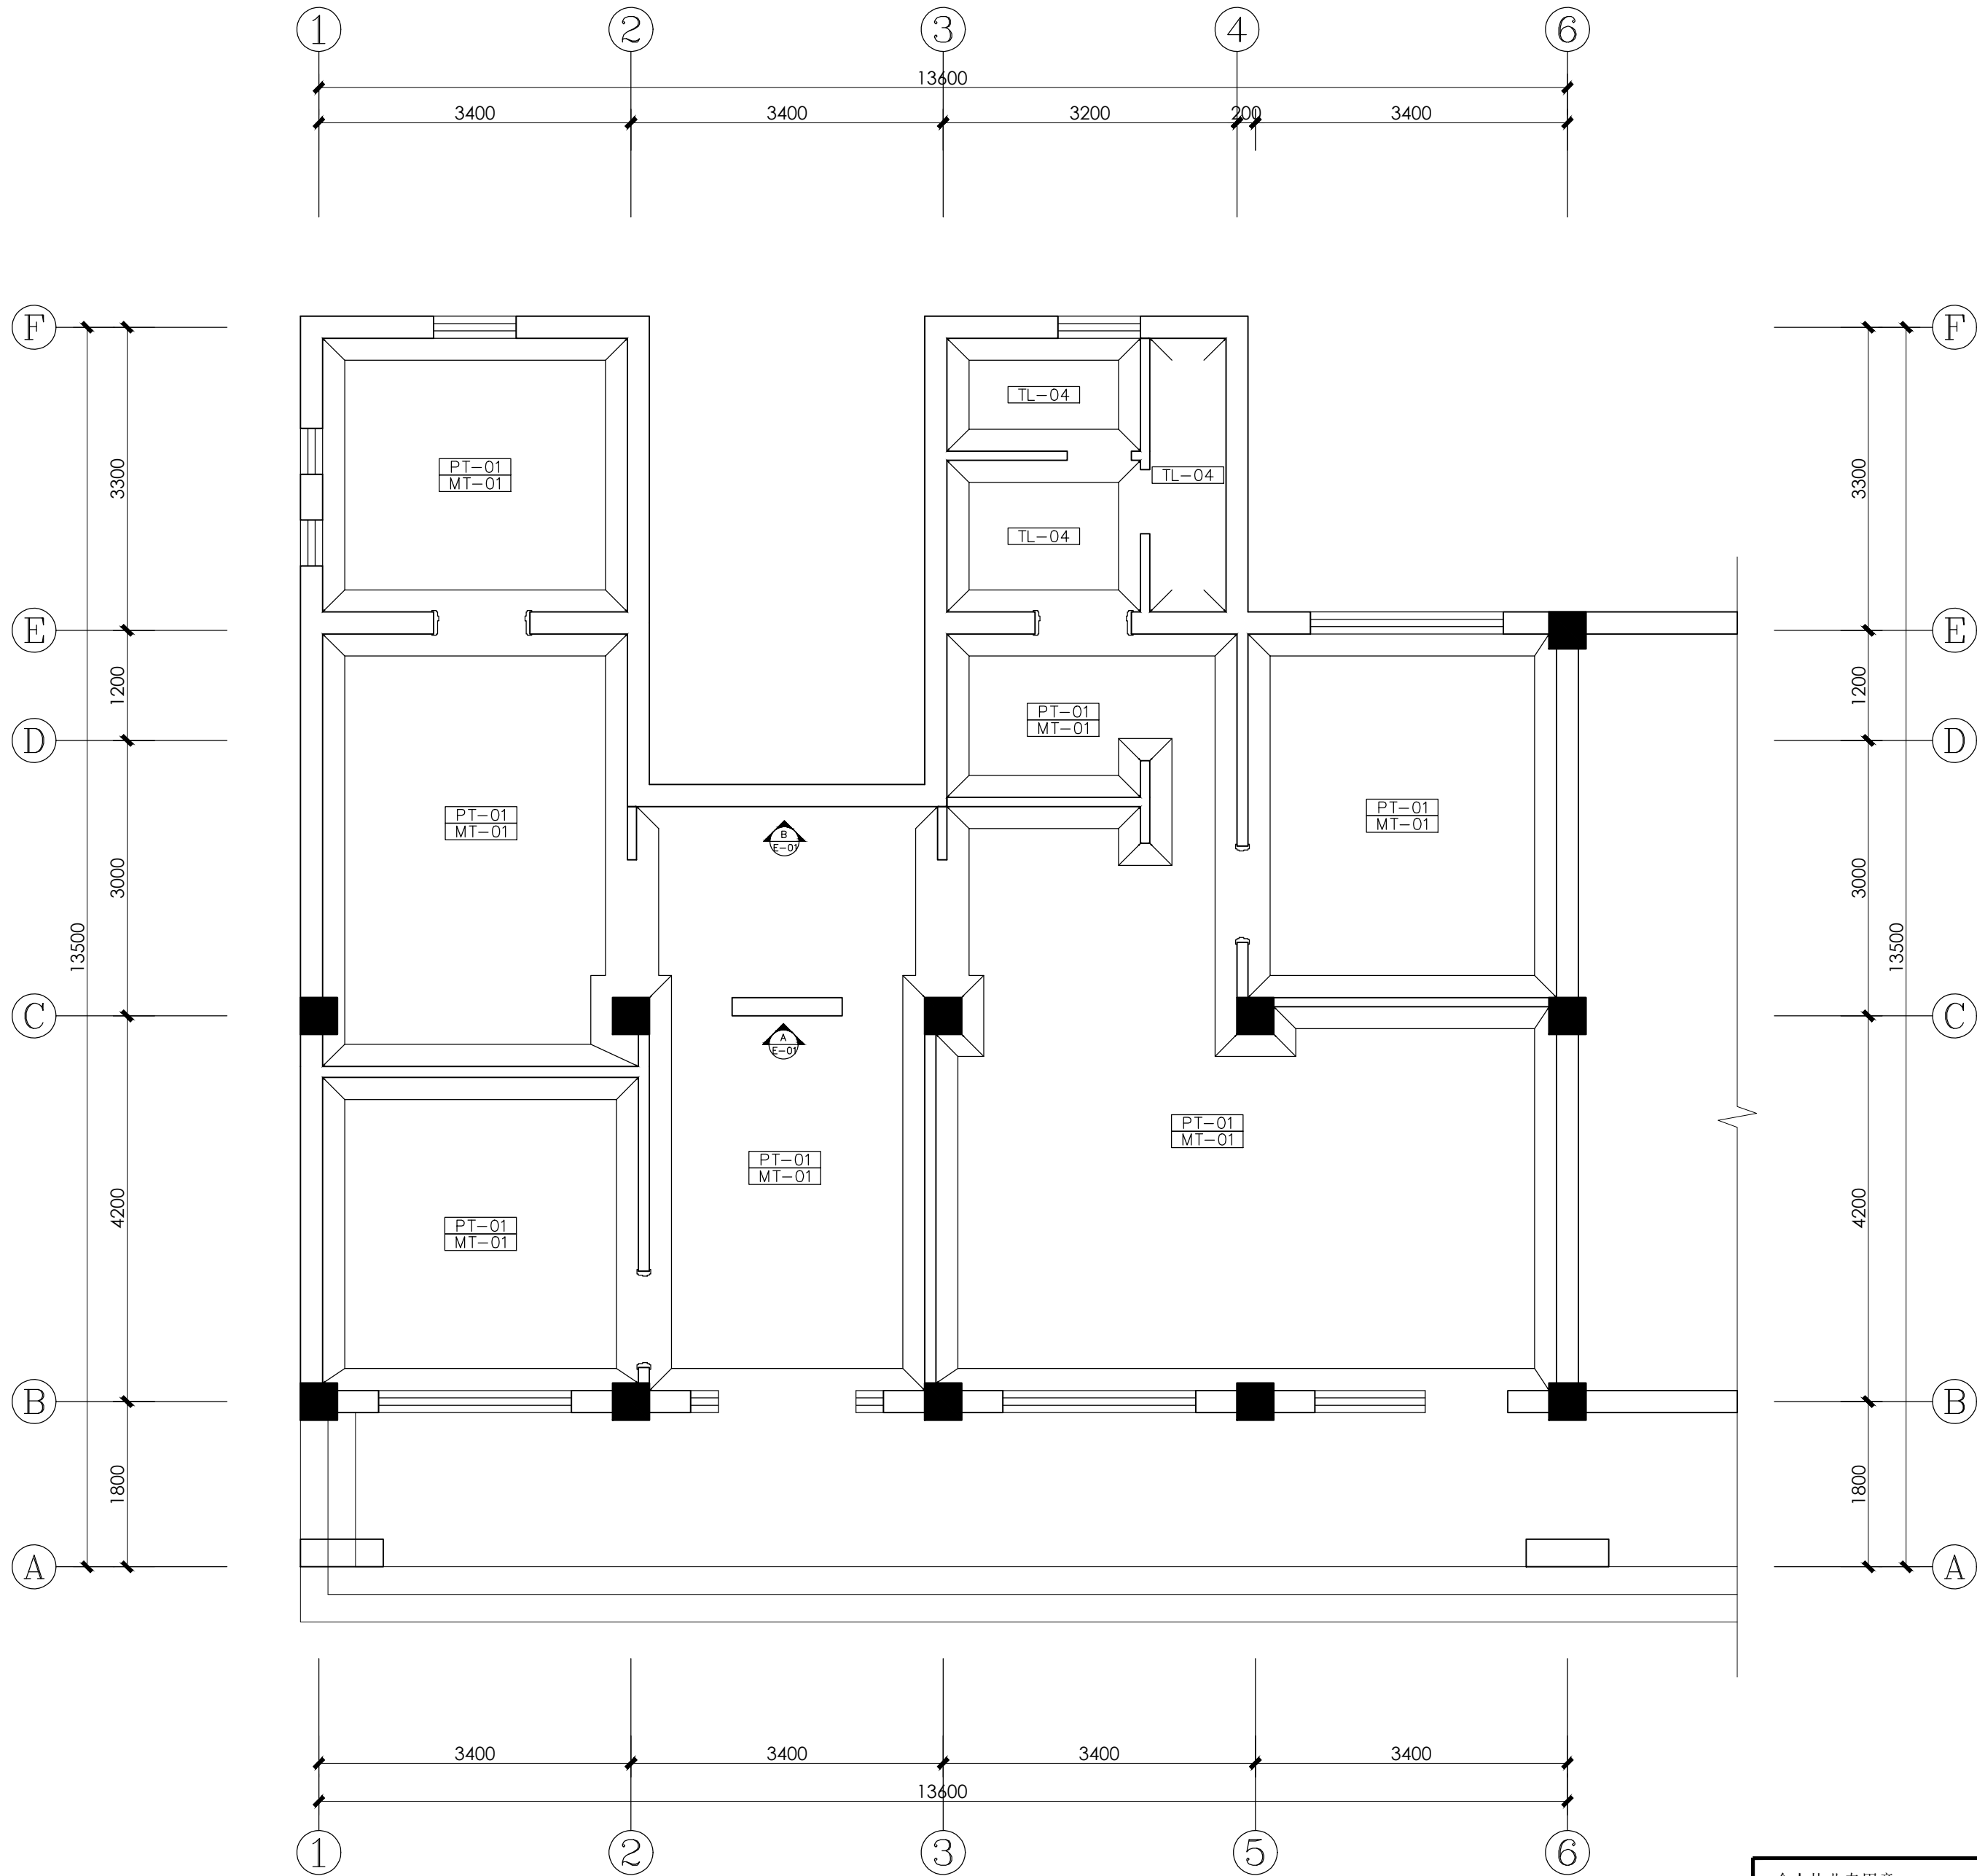 1 2 3 4 6
13600
3400 3400 3200 200 3400
F F
TL-04
3300 PT-01 TL-04 3300
MT-01
TL-04
E E
1200 PT-01 1200
MT-01
D D
PT-01 PT-01
MT-01 MT-01
B
E-01
3000 3000
13500 13500
C C
A
E-01
PT-01
MT-01
PT-01
MT-01
4200 4200
PT-01
MT-01
B B
1800 1800
A A
3400 3400 3400 3400
13600
1 2 3 5 6